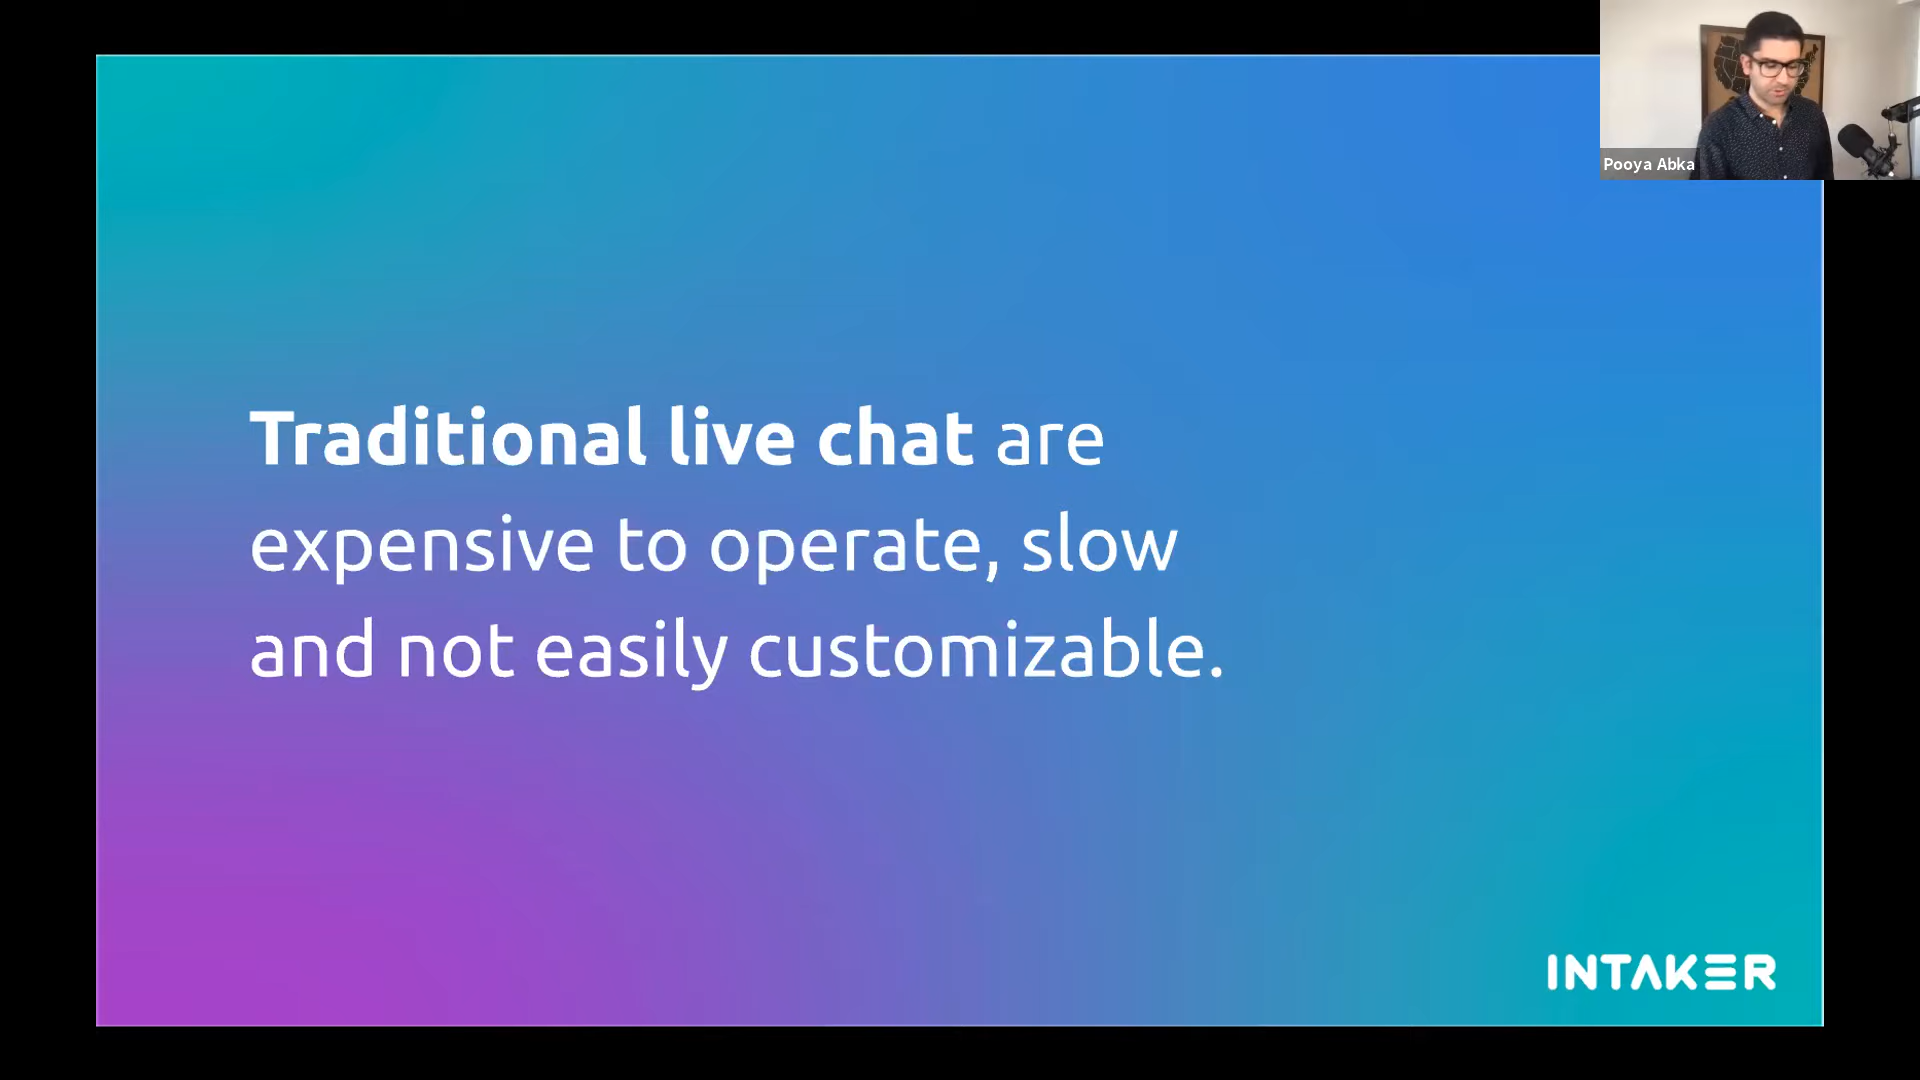 Traditional live chat are
expensive to operate, slow
and not easily customizable.
INTAKER
Pooya Abka